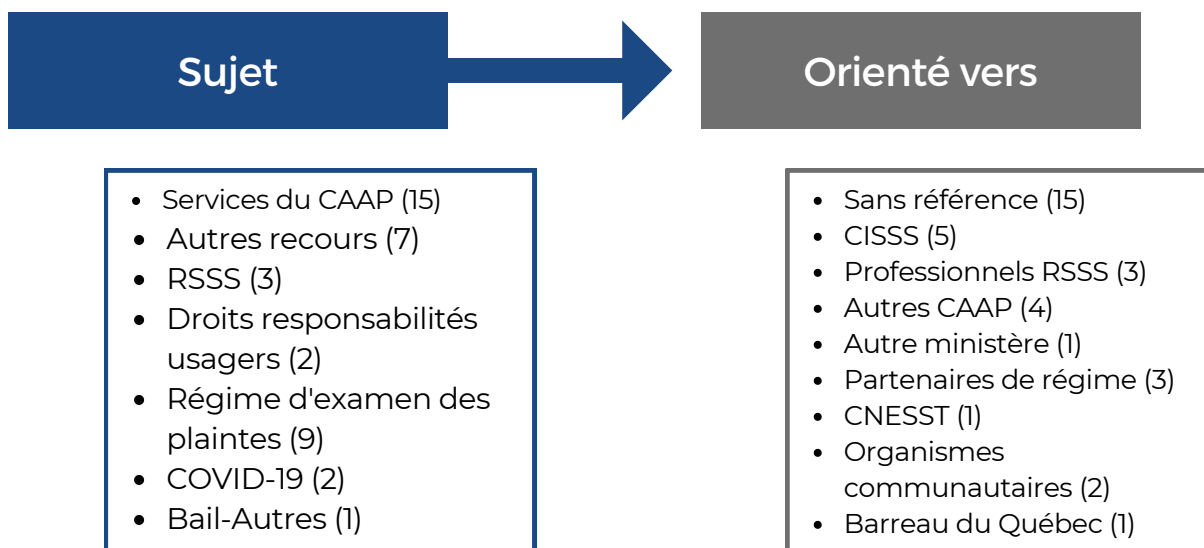 Sujet
Orienté vers
• Services du CAAP (15)
• Autres recours (7)
• RSSS (3)
• Droits responsabilités
usagers (2)
• Régime d'examen des
plaintes (9)
• COVID-19 (2)
• Bail-Autres (1)
• Sans référence (15)
• CISSS (5)
• Professionnels RSSS (3)
• Autres CAAP (4)
• Autre ministère (1)
• Partenaires de régime (3)
• CNESST (1)
• Organismes
communautaires (2)
• Barreau du Québec (1)